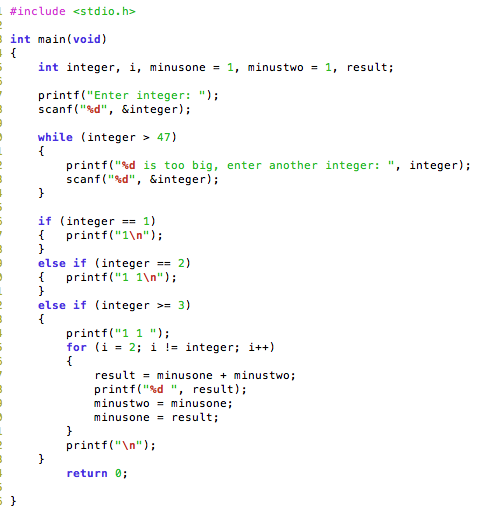 #include <stdio.h>
int main(void)
{
    int integer, i, minusone = 1, minustwo = 1, result;
    printf("Enter integer: ");
    scanf("%d", &integer);
    while (integer > 47)
    {
        printf("%d is too big, enter another integer: ", integer);
        scanf("%d", &integer);
    }
    if (integer == 1)
    {   printf("1\n");
    }
    else if (integer == 2)
    {   printf("1 1\n");
    }
    else if (integer >= 3)
    {
        printf("1 1 ");
        for (i = 2; i != integer; i++)
        {
            result = minusone + minustwo;
            printf("%d ", result);
            minustwo = minusone;
            minusone = result;
        }
        printf("\n");
    }
        return 0;
}